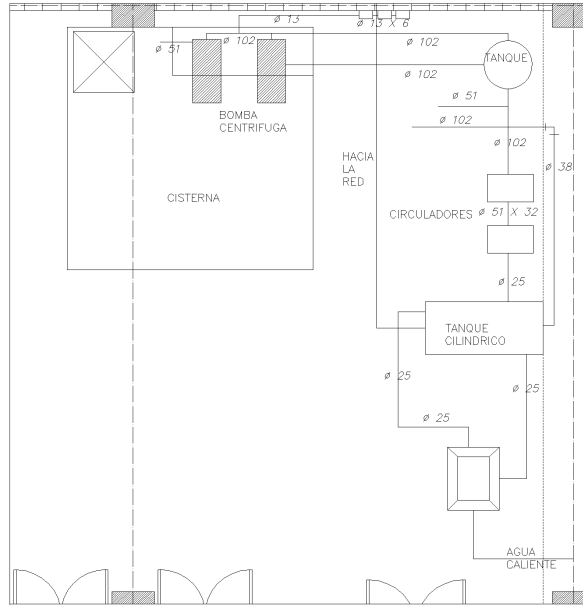 ø 13
ø 13 X 6
ø 51
ø 102
ø 102
TANQUE
ø 102
ø 51
BOMBA
CENTRIFUGA
ø 102
ø 102
HACIA
LA
RED
ø 38
CISTERNA
CIRCULADORES
ø 51 X 32
ø 25
TANQUE
CILINDRICO
ø 25
ø 25
ø 25
AGUA
CALIENTE